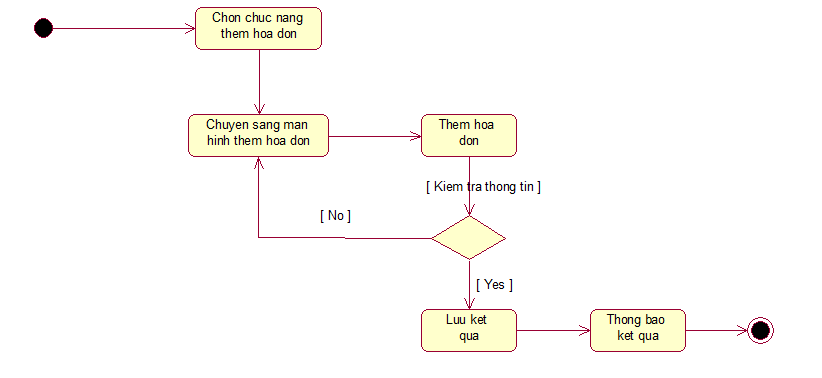 Chon chuc nang
them hoa don
Chuyen sang man
hinh them hoa don
Them hoa
don
[ Kiem tra thong tin ]
[ No ]
[ Yes ]
Luu ket
qua
Thong bao
ket qua